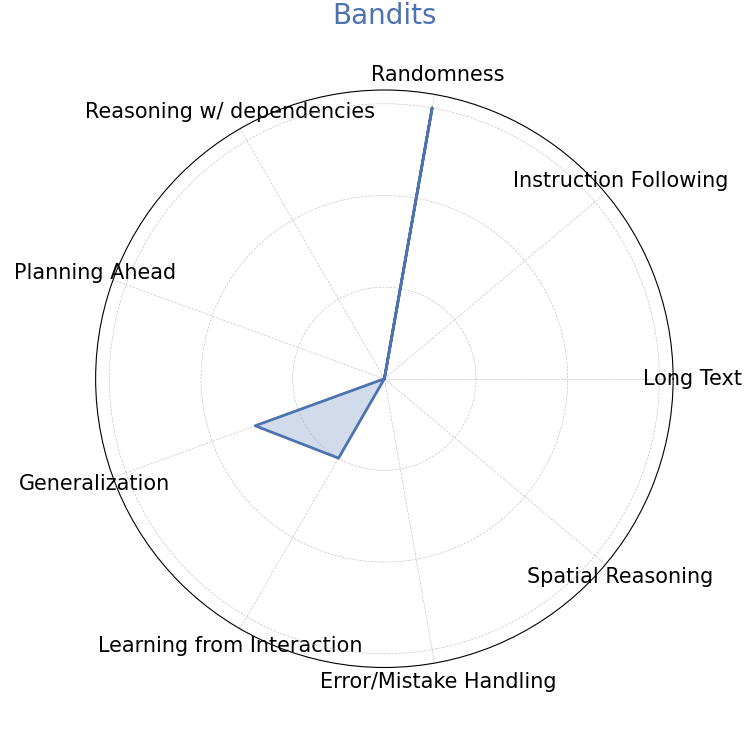 Bandits
Randomness
Reasoning w/ dependencies
Instruction Following
Planning Ahead
Long Text
Generalization
Spatial Reasoning
Learning from Interaction
Error/Mistake Handling